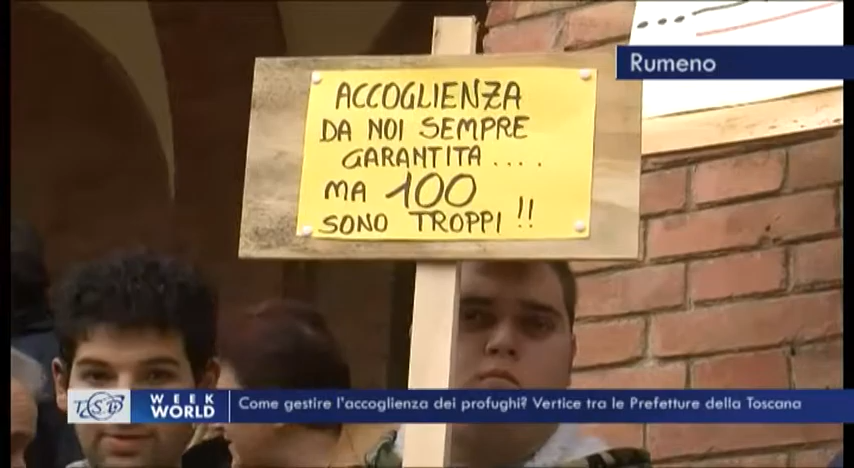 Rumeno
ACCOGLIENZA
DA NOI SEMPRE
GARANTITA....
MA 100
SONO TROPPI!!
TSD
WEEK
WORLD
Come gestire l'accoglienza dei profughi? Vertice tra le Prefetture della Toscana